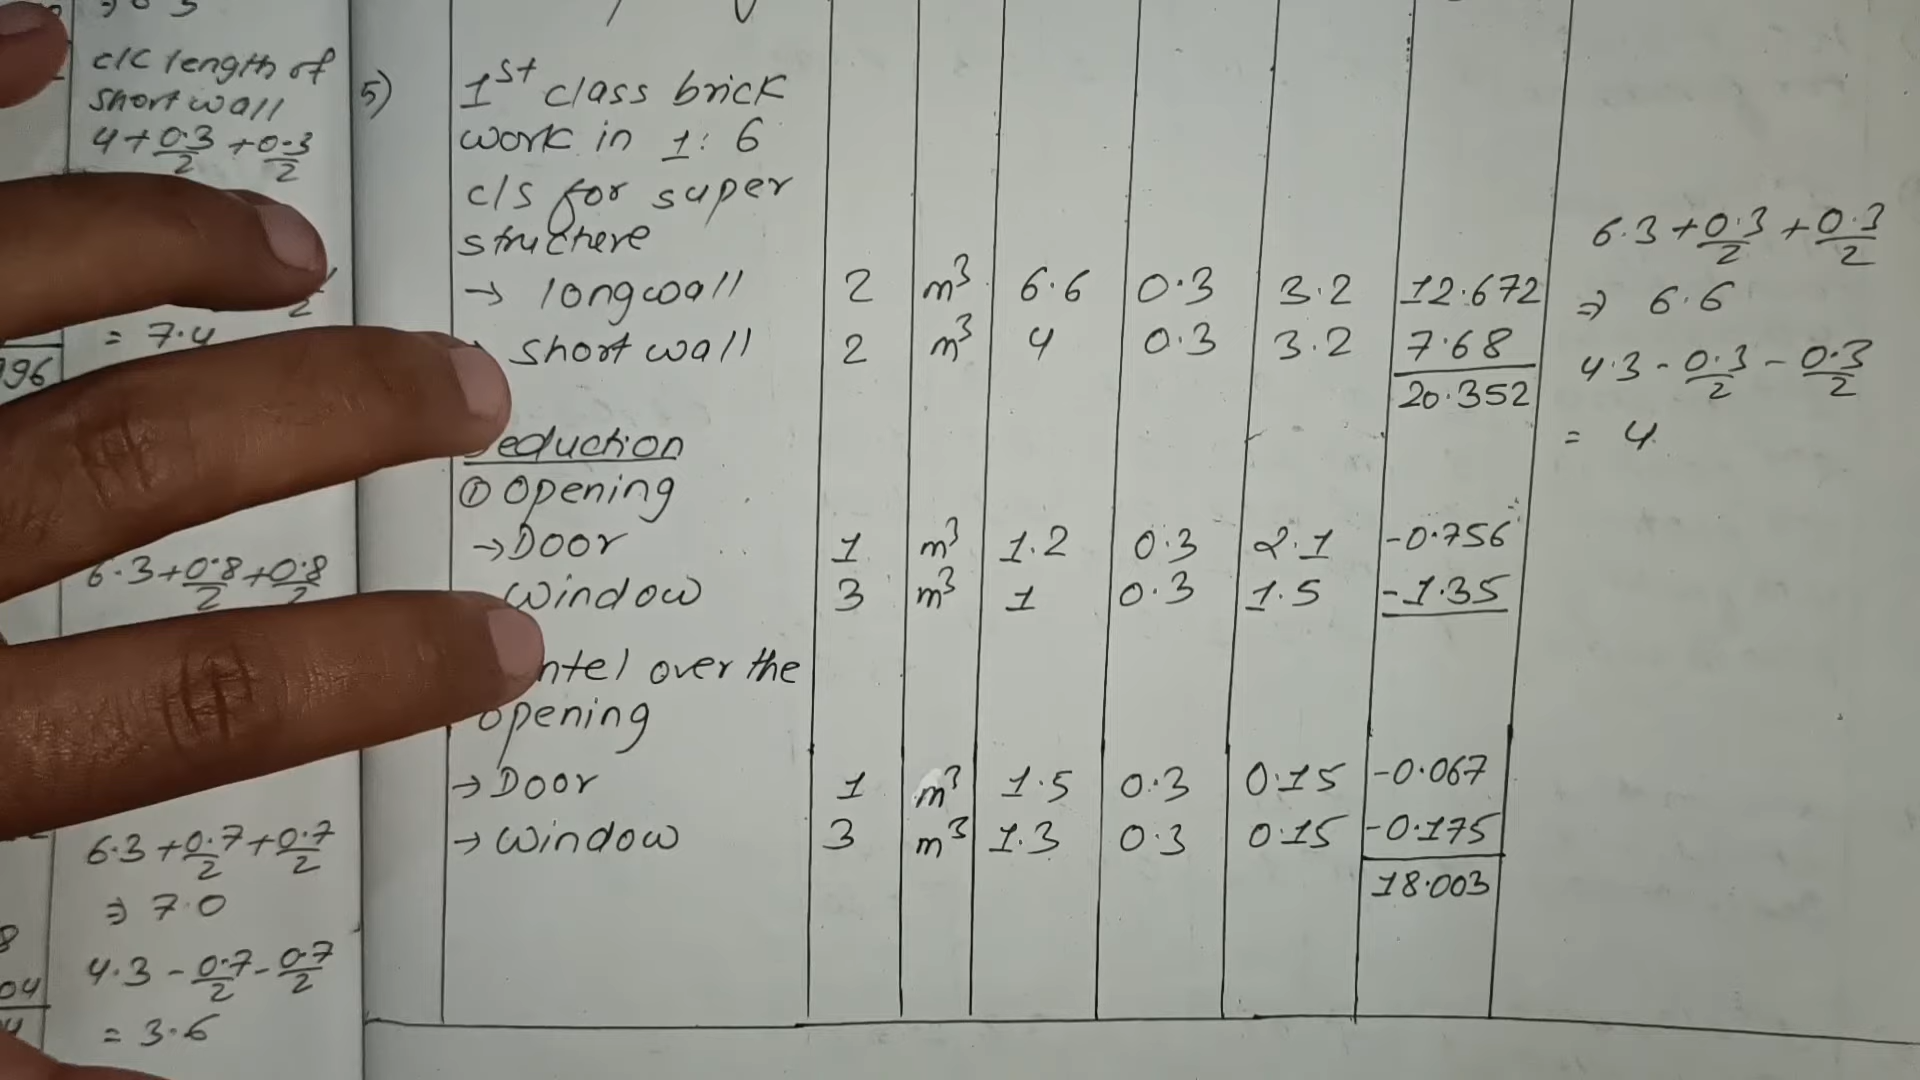 c/c length of
short wall
4+0.3/2+0.3/2
= 7.4
96
6.3+0.8/2+0.8/2
6.3+0.7/2+0.7/2
⇒ 7.0
4.3-0.7/2-0.7/2
= 3.6
8
04
5) 1st class brick
work in 1:6
c/s for super
structere
→ longwall 2 m³ 6.6 0.3 3.2 12.672
short wall 2 m³ 4 0.3 3.2 7.68
20.352
eduction
① Opening
→Door 1 m³ 1.2 0.3 2.1 -0.756
Window 3 m³ 1 0.3 1.5 -1.35
ntel over the
opening
→Door 1 m³ 1.5 0.3 0.15 -0.067
→Window 3 m³ 1.3 0.3 0.15 -0.175
18.003
6.3+0.3/2+0.3/2
⇒ 6.6
4.3-0.3/2-0.3/2
= 4